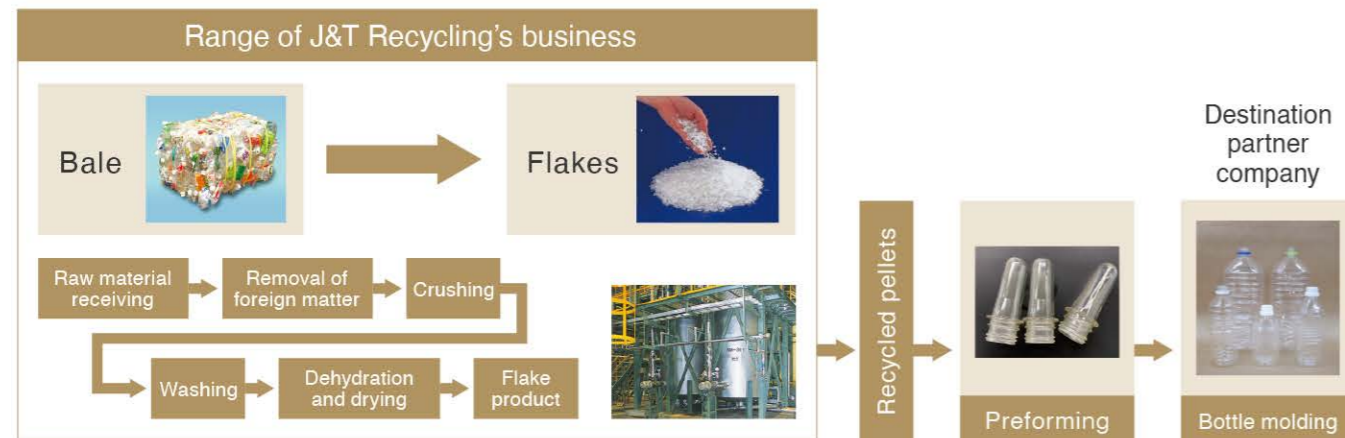 Range of J&T Recycling's business
Bale
Flakes
Raw material
receiving
Removal of
foreign matter
Crushing
Washing
Dehydration
and drying
Flake
product
Recycled pellets
Preforming
Destination
partner
company
Bottle molding